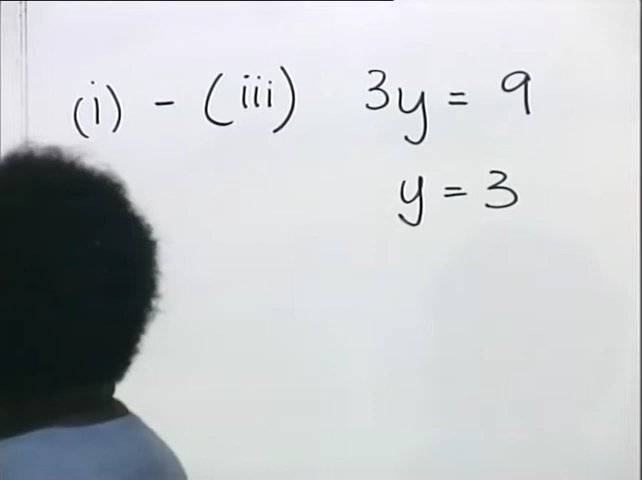 (i) - (iii) 3y = 9
y = 3